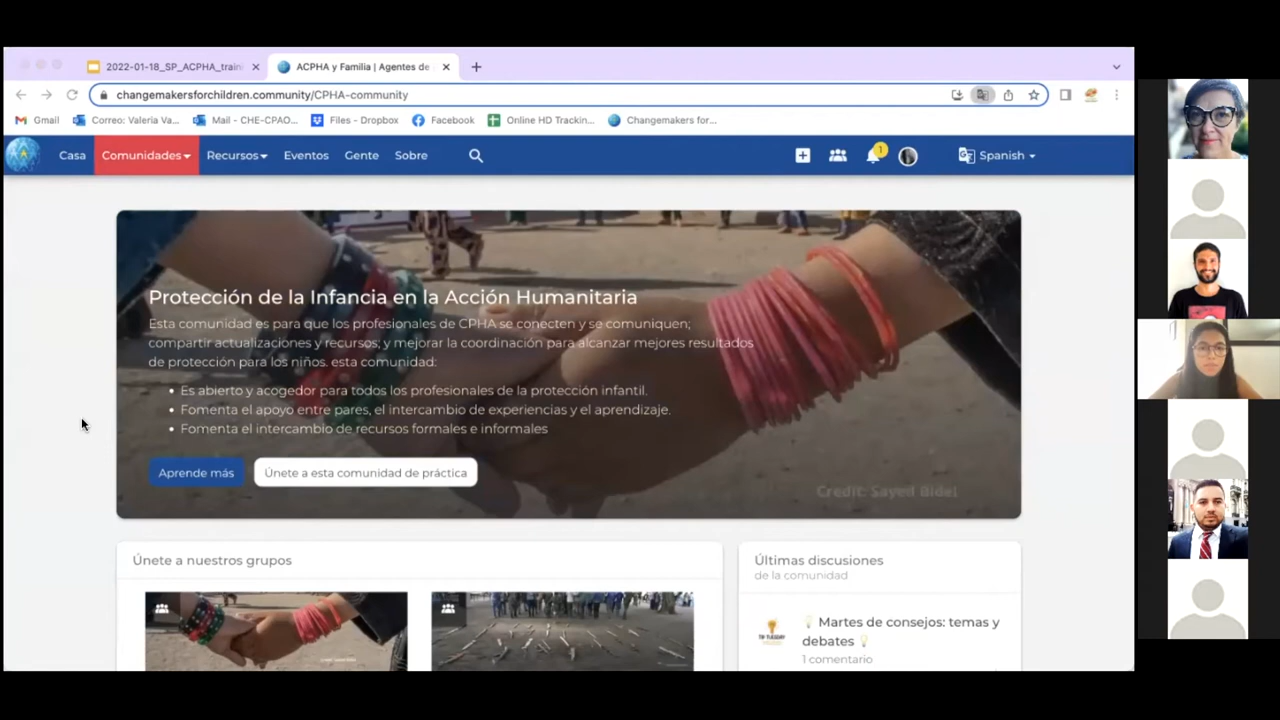 2022-01-18_SP_ACPHA_traini
ACPHA y Familia | Agentes de
changemakersforchildren.community/CPHA-community
Gmail
Correo: Valeria Va...
Mail - CHE-CPAO...
Files - Dropbox
Facebook
Online HD Trackin...
Changemakers for...
Casa
Comunidades
Recursos
Eventos
Gente
Sobre
1
Spanish
Protección de la Infancia en la Acción Humanitaria
Esta comunidad es para que los profesionales de CPHA se conecten y se comuniquen;
compartir actualizaciones y recursos; y mejorar la coordinación para alcanzar mejores resultados
de protección para los niños. esta comunidad:
• Es abierto y acogedor para todos los profesionales de la protección infantil.
• Fomenta el apoyo entre pares, el intercambio de experiencias y el aprendizaje.
• Fomenta el intercambio de recursos formales e informales
Aprende más
Únete a esta comunidad de práctica
Credit: Sayed Bidel
Únete a nuestros grupos
Últimas discusiones
de la comunidad
Martes de consejos: temas y
debates
1 comentario
TIP TUESDAY